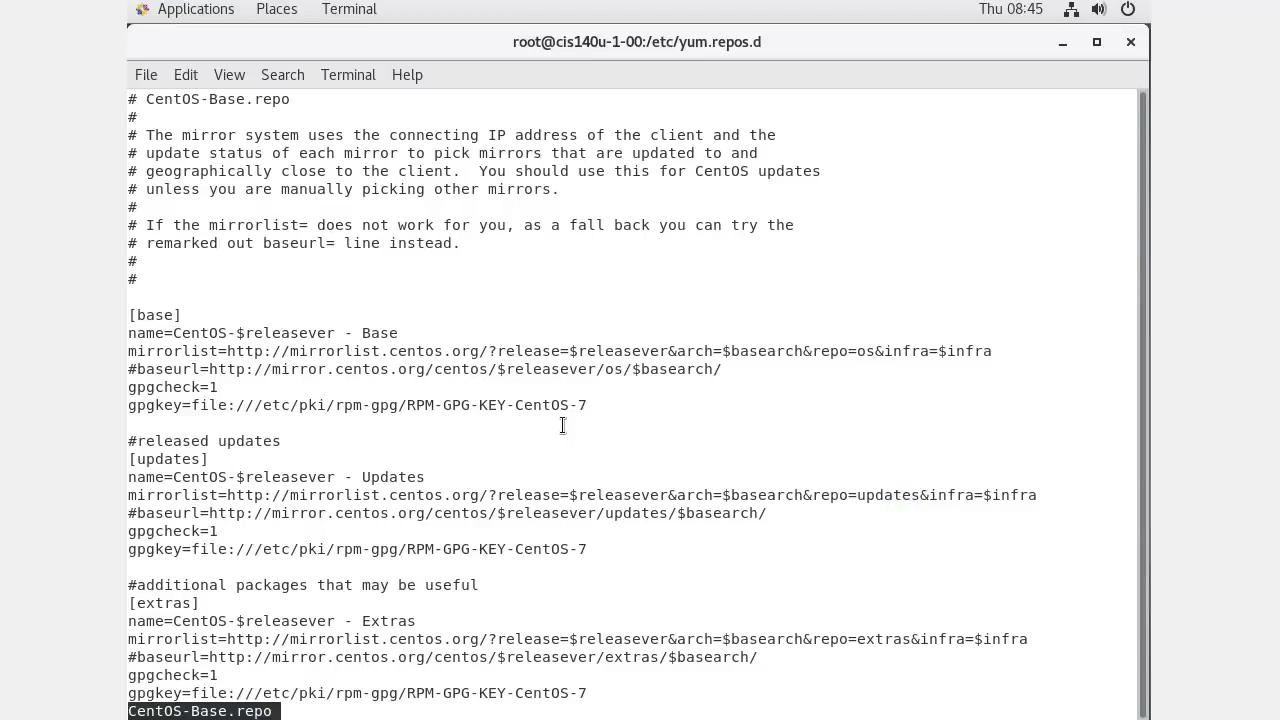 Applications Places Terminal Thu 08:45
root@cis140u-1-00:/etc/yum.repos.d
File Edit View Search Terminal Help
# CentOS-Base.repo
#
# The mirror system uses the connecting IP address of the client and the
# update status of each mirror to pick mirrors that are updated to and
# geographically close to the client.  You should use this for CentOS updates
# unless you are manually picking other mirrors.
#
# If the mirrorlist= does not work for you, as a fall back you can try the
# remarked out baseurl= line instead.
#
#
[base]
name=CentOS-$releasever - Base
mirrorlist=http://mirrorlist.centos.org/?release=$releasever&arch=$basearch&repo=os&infra=$infra
#baseurl=http://mirror.centos.org/centos/$releasever/os/$basearch/
gpgcheck=1
gpgkey=file:///etc/pki/rpm-gpg/RPM-GPG-KEY-CentOS-7
#released updates
[updates]
name=CentOS-$releasever - Updates
mirrorlist=http://mirrorlist.centos.org/?release=$releasever&arch=$basearch&repo=updates&infra=$infra
#baseurl=http://mirror.centos.org/centos/$releasever/updates/$basearch/
gpgcheck=1
gpgkey=file:///etc/pki/rpm-gpg/RPM-GPG-KEY-CentOS-7
#additional packages that may be useful
[extras]
name=CentOS-$releasever - Extras
mirrorlist=http://mirrorlist.centos.org/?release=$releasever&arch=$basearch&repo=extras&infra=$infra
#baseurl=http://mirror.centos.org/centos/$releasever/extras/$basearch/
gpgcheck=1
gpgkey=file:///etc/pki/rpm-gpg/RPM-GPG-KEY-CentOS-7
CentOS-Base.repo